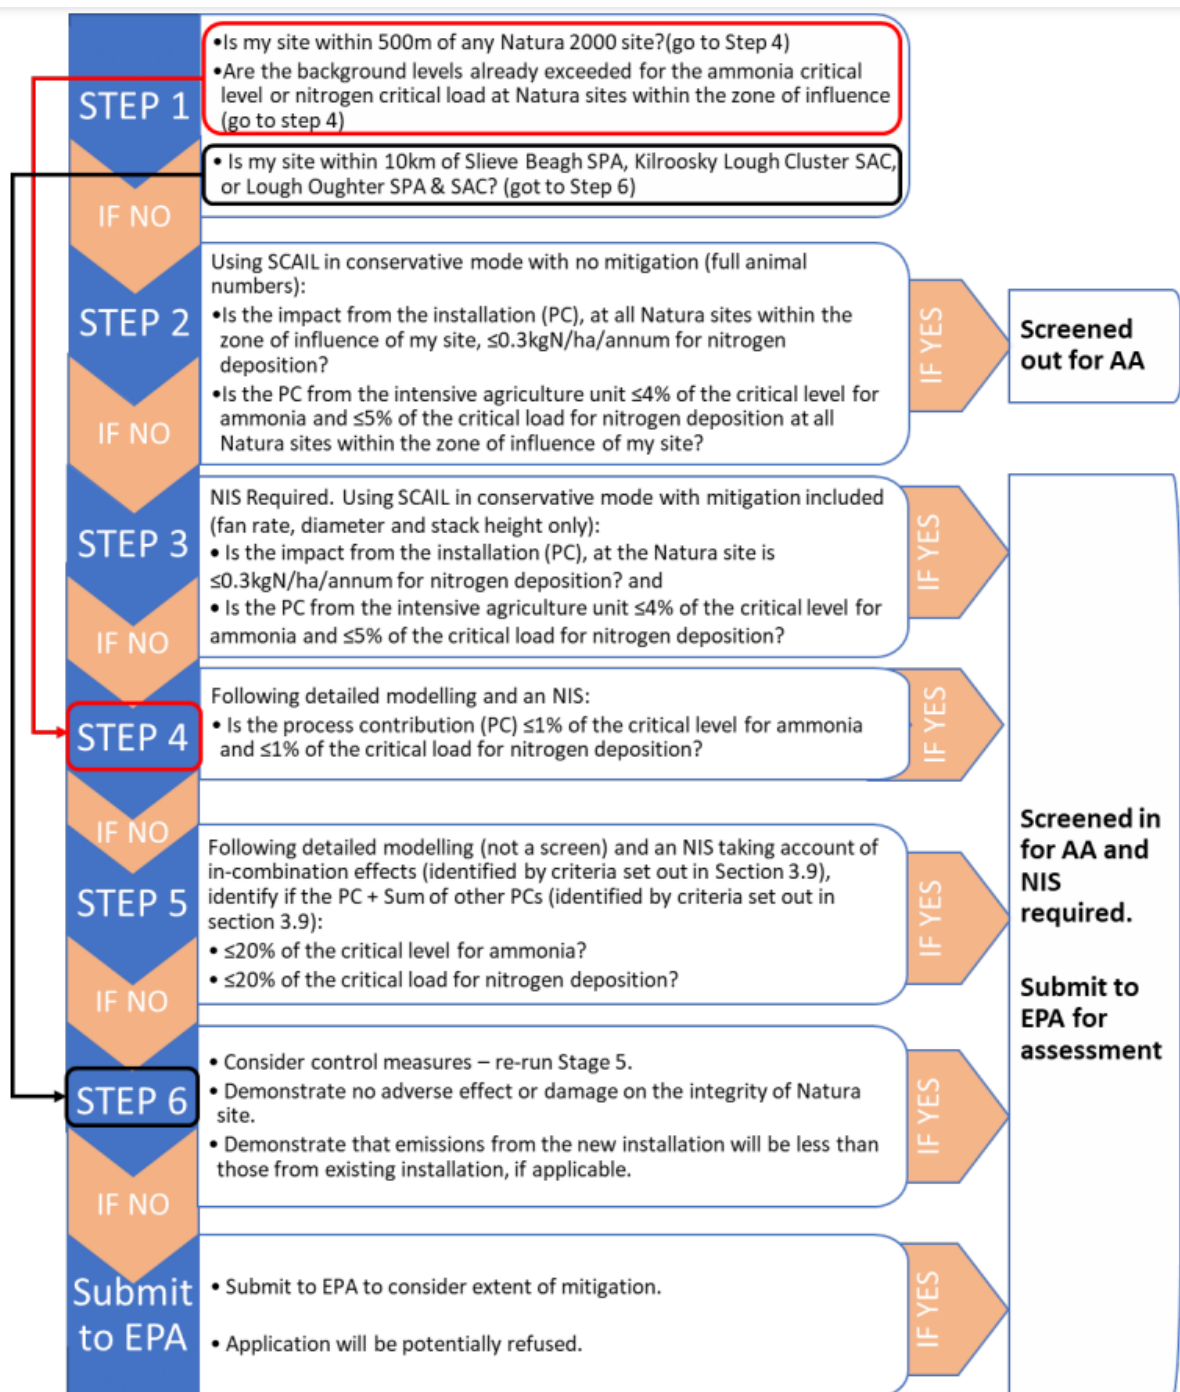 •Is my site within 500m of any Natura 2000 site?(go to Step 4)
•Are the background levels already exceeded for the ammonia critical
level or nitrogen critical load at Natura sites within the zone of influence
(go to step 4)
STEP 1
• Is my site within 10km of Slieve Beagh SPA, Kilroosky Lough Cluster SAC,
or Lough Oughter SPA & SAC? (got to Step 6)
IF NO
Using SCAIL in conservative mode with no mitigation (full animal
numbers):
STEP 2
•Is the impact from the installation (PC), at all Natura sites within the
zone of influence of my site, ≤0.3kgN/ha/annum for nitrogen
deposition?
•Is the PC from the intensive agriculture unit ≤4% of the critical level for
ammonia and ≤5% of the critical load for nitrogen deposition at all
Natura sites within the zone of influence of my site?
IF YES
Screened
out for AA
IF NO
NIS Required. Using SCAIL in conservative mode with mitigation included
(fan rate, diameter and stack height only):
STEP 3
• Is the impact from the installation (PC), at the Natura site is
≤0.3kgN/ha/annum for nitrogen deposition? and
• Is the PC from the intensive agriculture unit ≤4% of the critical level for
ammonia and ≤5% of the critical load for nitrogen deposition?
IF YES
IF NO
Following detailed modelling and an NIS:
STEP 4
• Is the process contribution (PC) ≤1% of the critical level for ammonia
and ≤1% of the critical load for nitrogen deposition?
IF YES
IF NO
Following detailed modelling (not a screen) and an NIS taking account of
in-combination effects (identified by criteria set out in Section 3.9),
identify if the PC + Sum of other PCs (identified by criteria set out in
section 3.9):
STEP 5
• ≤20% of the critical level for ammonia?
• ≤20% of the critical load for nitrogen deposition?
IF YES
IF NO
• Consider control measures – re-run Stage 5.
STEP 6
• Demonstrate no adverse effect or damage on the integrity of Natura
site.
• Demonstrate that emissions from the new installation will be less than
those from existing installation, if applicable.
IF YES
IF NO
Submit
to EPA
• Submit to EPA to consider extent of mitigation.
• Application will be potentially refused.
IF YES
Screened in
for AA and
NIS
required.
Submit to
EPA for
assessment